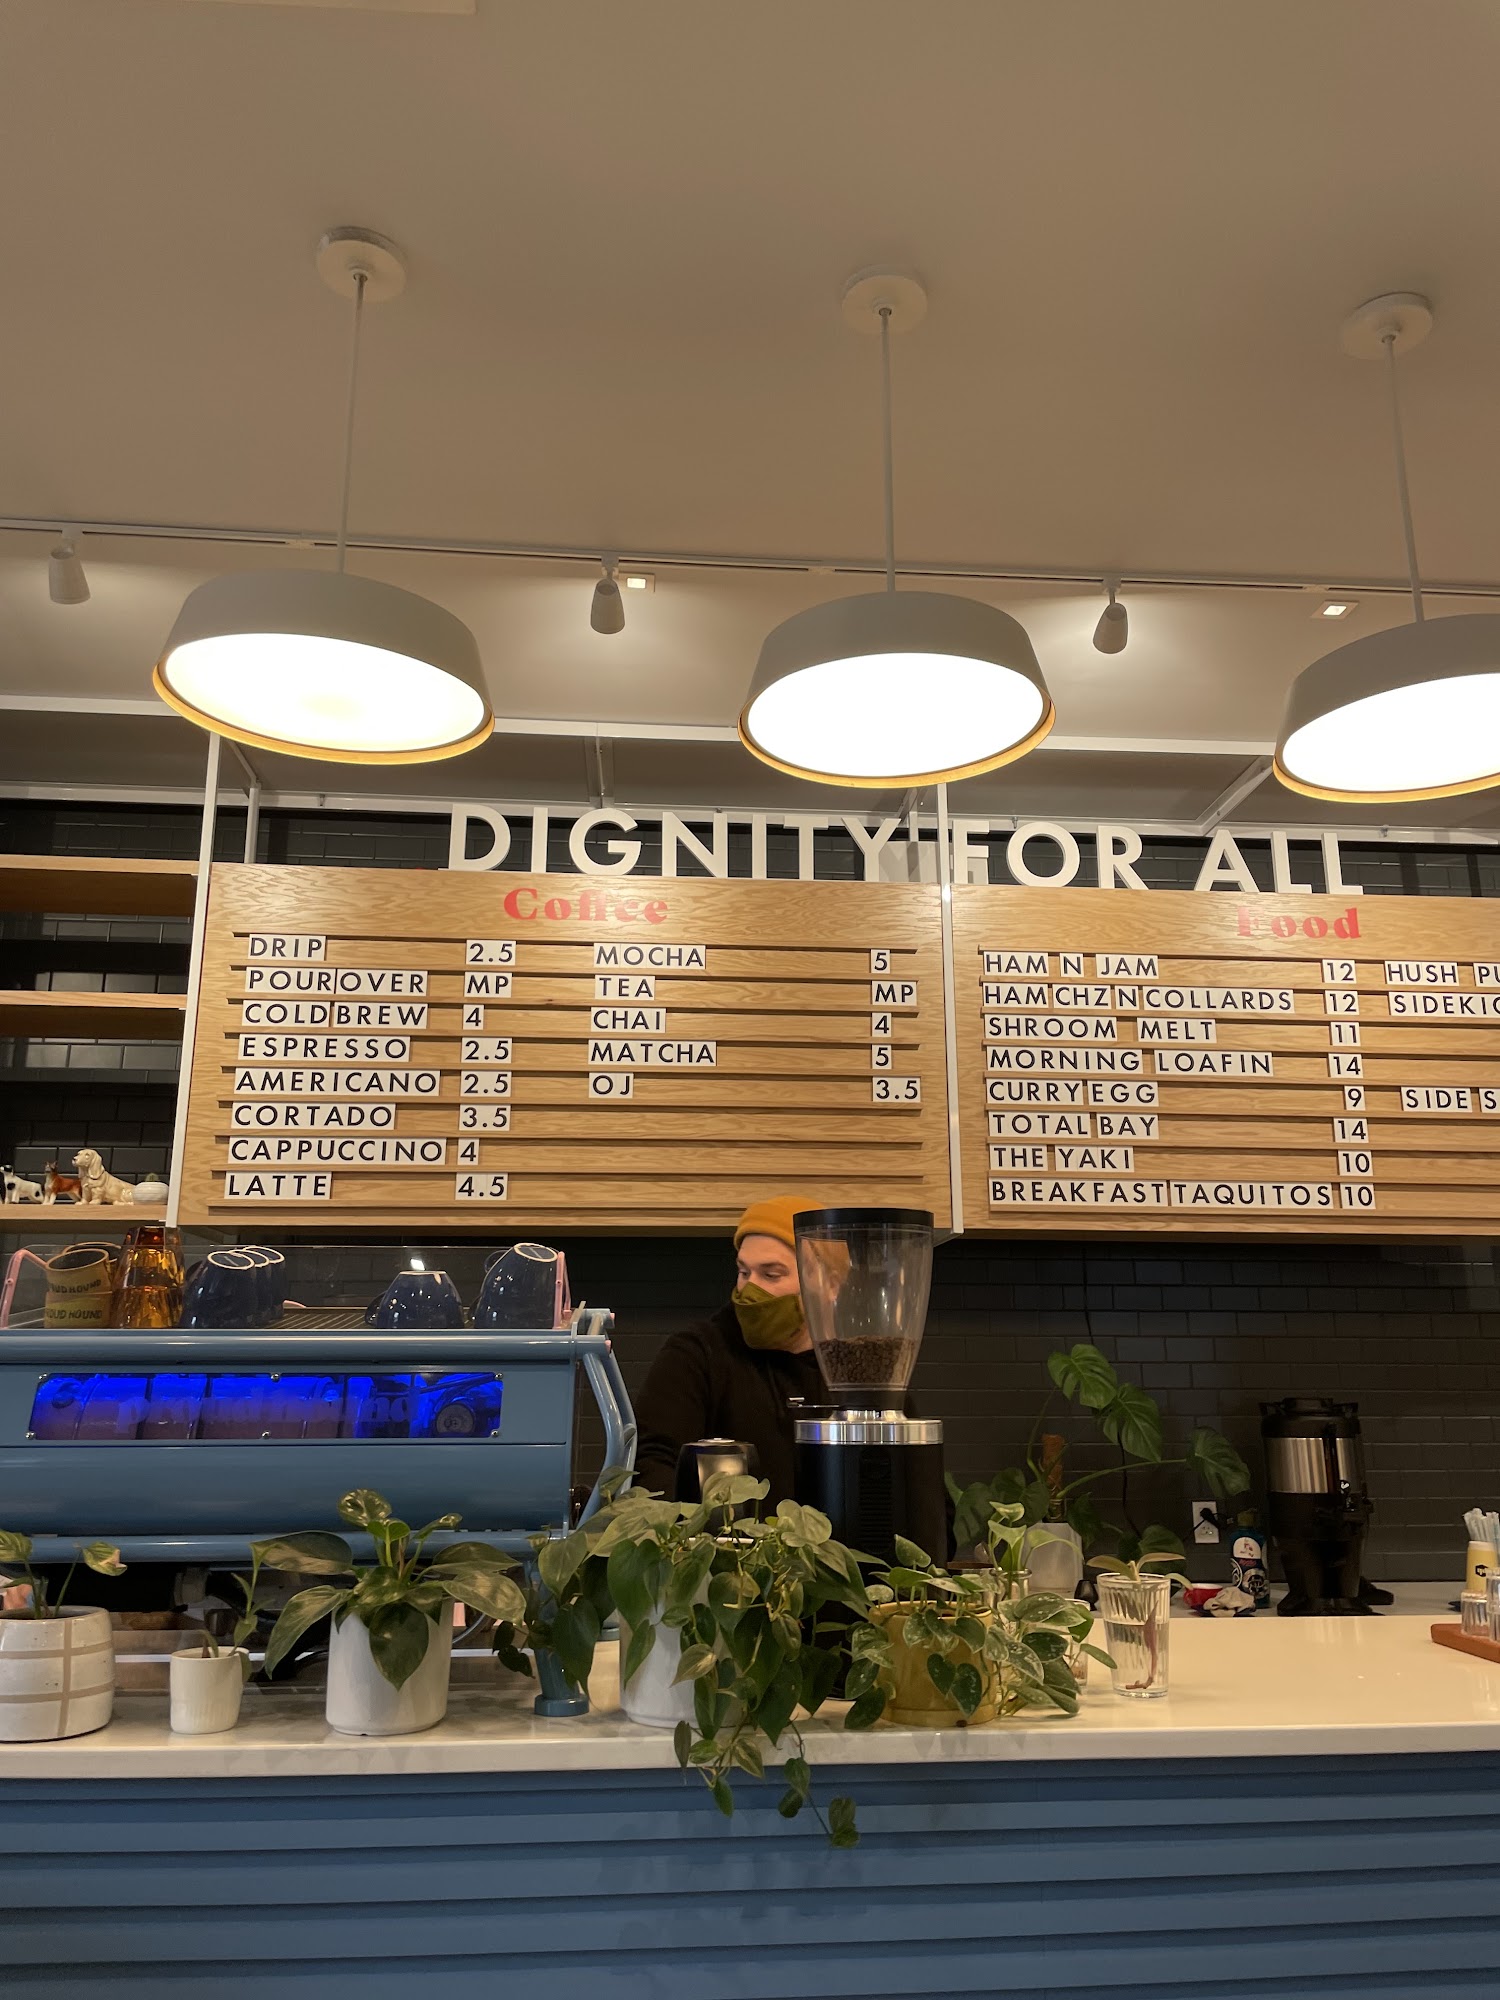 DIGNITY FOR ALL
Coffee
DRIP 2.5
POUR OVER MP
COLD BREW 4
ESPRESSO 2.5
AMERICANO 2.5
CORTADO 3.5
CAPPUCCINO 4
LATTE 4.5
MOCHA 5
TEA MP
CHAI 4
MATCHA 5
OJ 3.5
Food
HAM N JAM 12
HAM CHZ N COLLARDS 12
SHROOM MELT 11
MORNING LOAFIN 14
CURRY EGG 9
TOTAL BAY 14
THE YAKI 10
BREAKFAST TAQUITOS 10
HUSH
SIDE